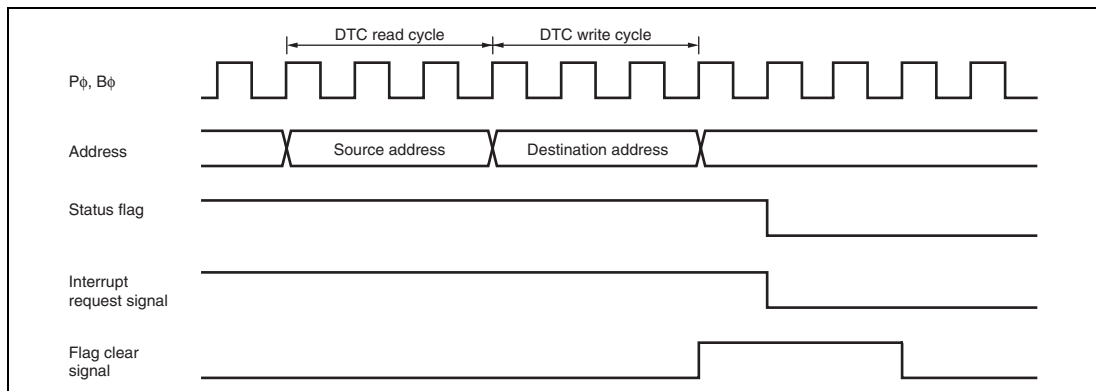 DTC read cycle
DTC write cycle
Pϕ, Bϕ
Address
Source address
Destination address
Status flag
Interrupt
request signal
Flag clear
signal